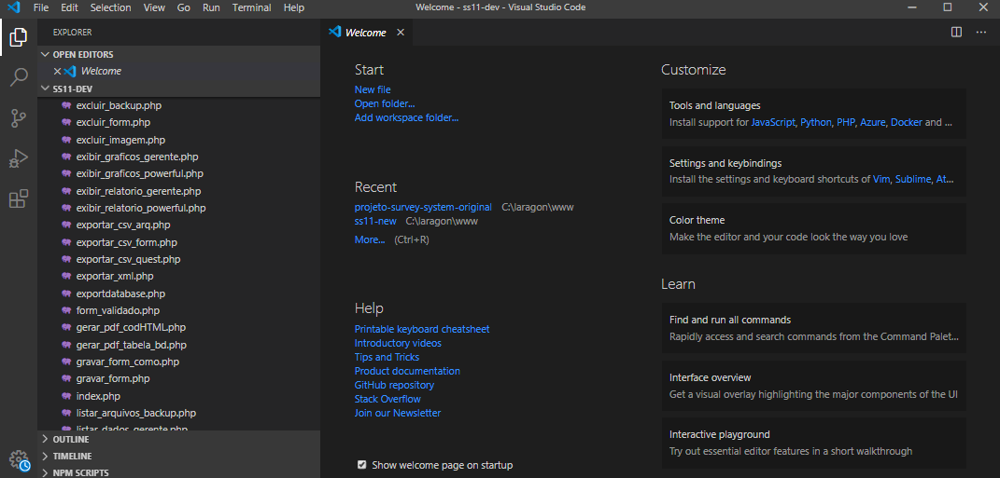 File Edit Selection View Go Run Terminal Help
Welcome - ss11-dev - Visual Studio Code
EXPLORER
OPEN EDITORS
Welcome
SS11-DEV
excluir_backup.php
excluir_form.php
excluir_imagem.php
exibir_graficos_gerente.php
exibir_graficos_powerful.php
exibir_relatorio_gerente.php
exibir_relatorio_powerful.php
exportar_csv_arq.php
exportar_csv_form.php
exportar_csv_quest.php
exportar_xml.php
exportdatabase.php
form_validado.php
gerar_pdf_codHTML.php
gerar_pdf_tabela_bd.php
gravar_form_como.php
gravar_form.php
index.php
listar_arquivos_backup.php
listar_dados_gerente.php
OUTLINE
TIMELINE
NPM SCRIPTS
Welcome
Start
New file
Open folder...
Add workspace folder...
Recent
projeto-survey-system-original C:\laragon\www
ss11-new C:\laragon\www
More... (Ctrl+R)
Help
Printable keyboard cheatsheet
Introductory videos
Tips and Tricks
Product documentation
GitHub repository
Stack Overflow
Join our Newsletter
Show welcome page on startup
Customize
Tools and languages
Install support for JavaScript, Python, PHP, Azure, Docker and ...
Settings and keybindings
Install the settings and keyboard shortcuts of Vim, Sublime, At...
Color theme
Make the editor and your code look the way you love
Learn
Find and run all commands
Rapidly access and search commands from the Command Palet...
Interface overview
Get a visual overlay highlighting the major components of the UI
Interactive playground
Try out essential editor features in a short walkthrough